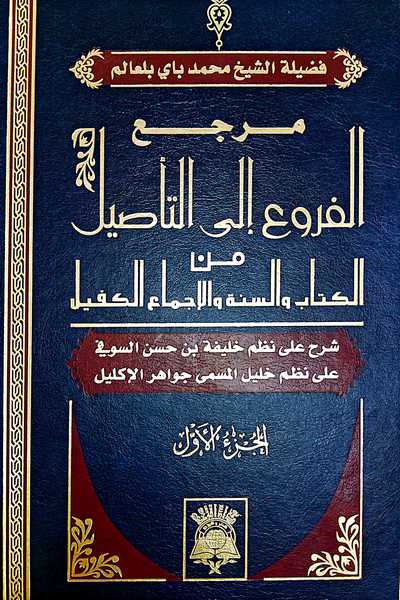 فضيلة الشيخ محمد باي بلعالم
مرجع
الفروع إلى التأصيل
من
الكتاب والسنة والإجماع الكفيل
شرح على نظم خليفة بن حسن السوفي
على نظم خليل المسمى جواهر الإكليل
الجزء الأول